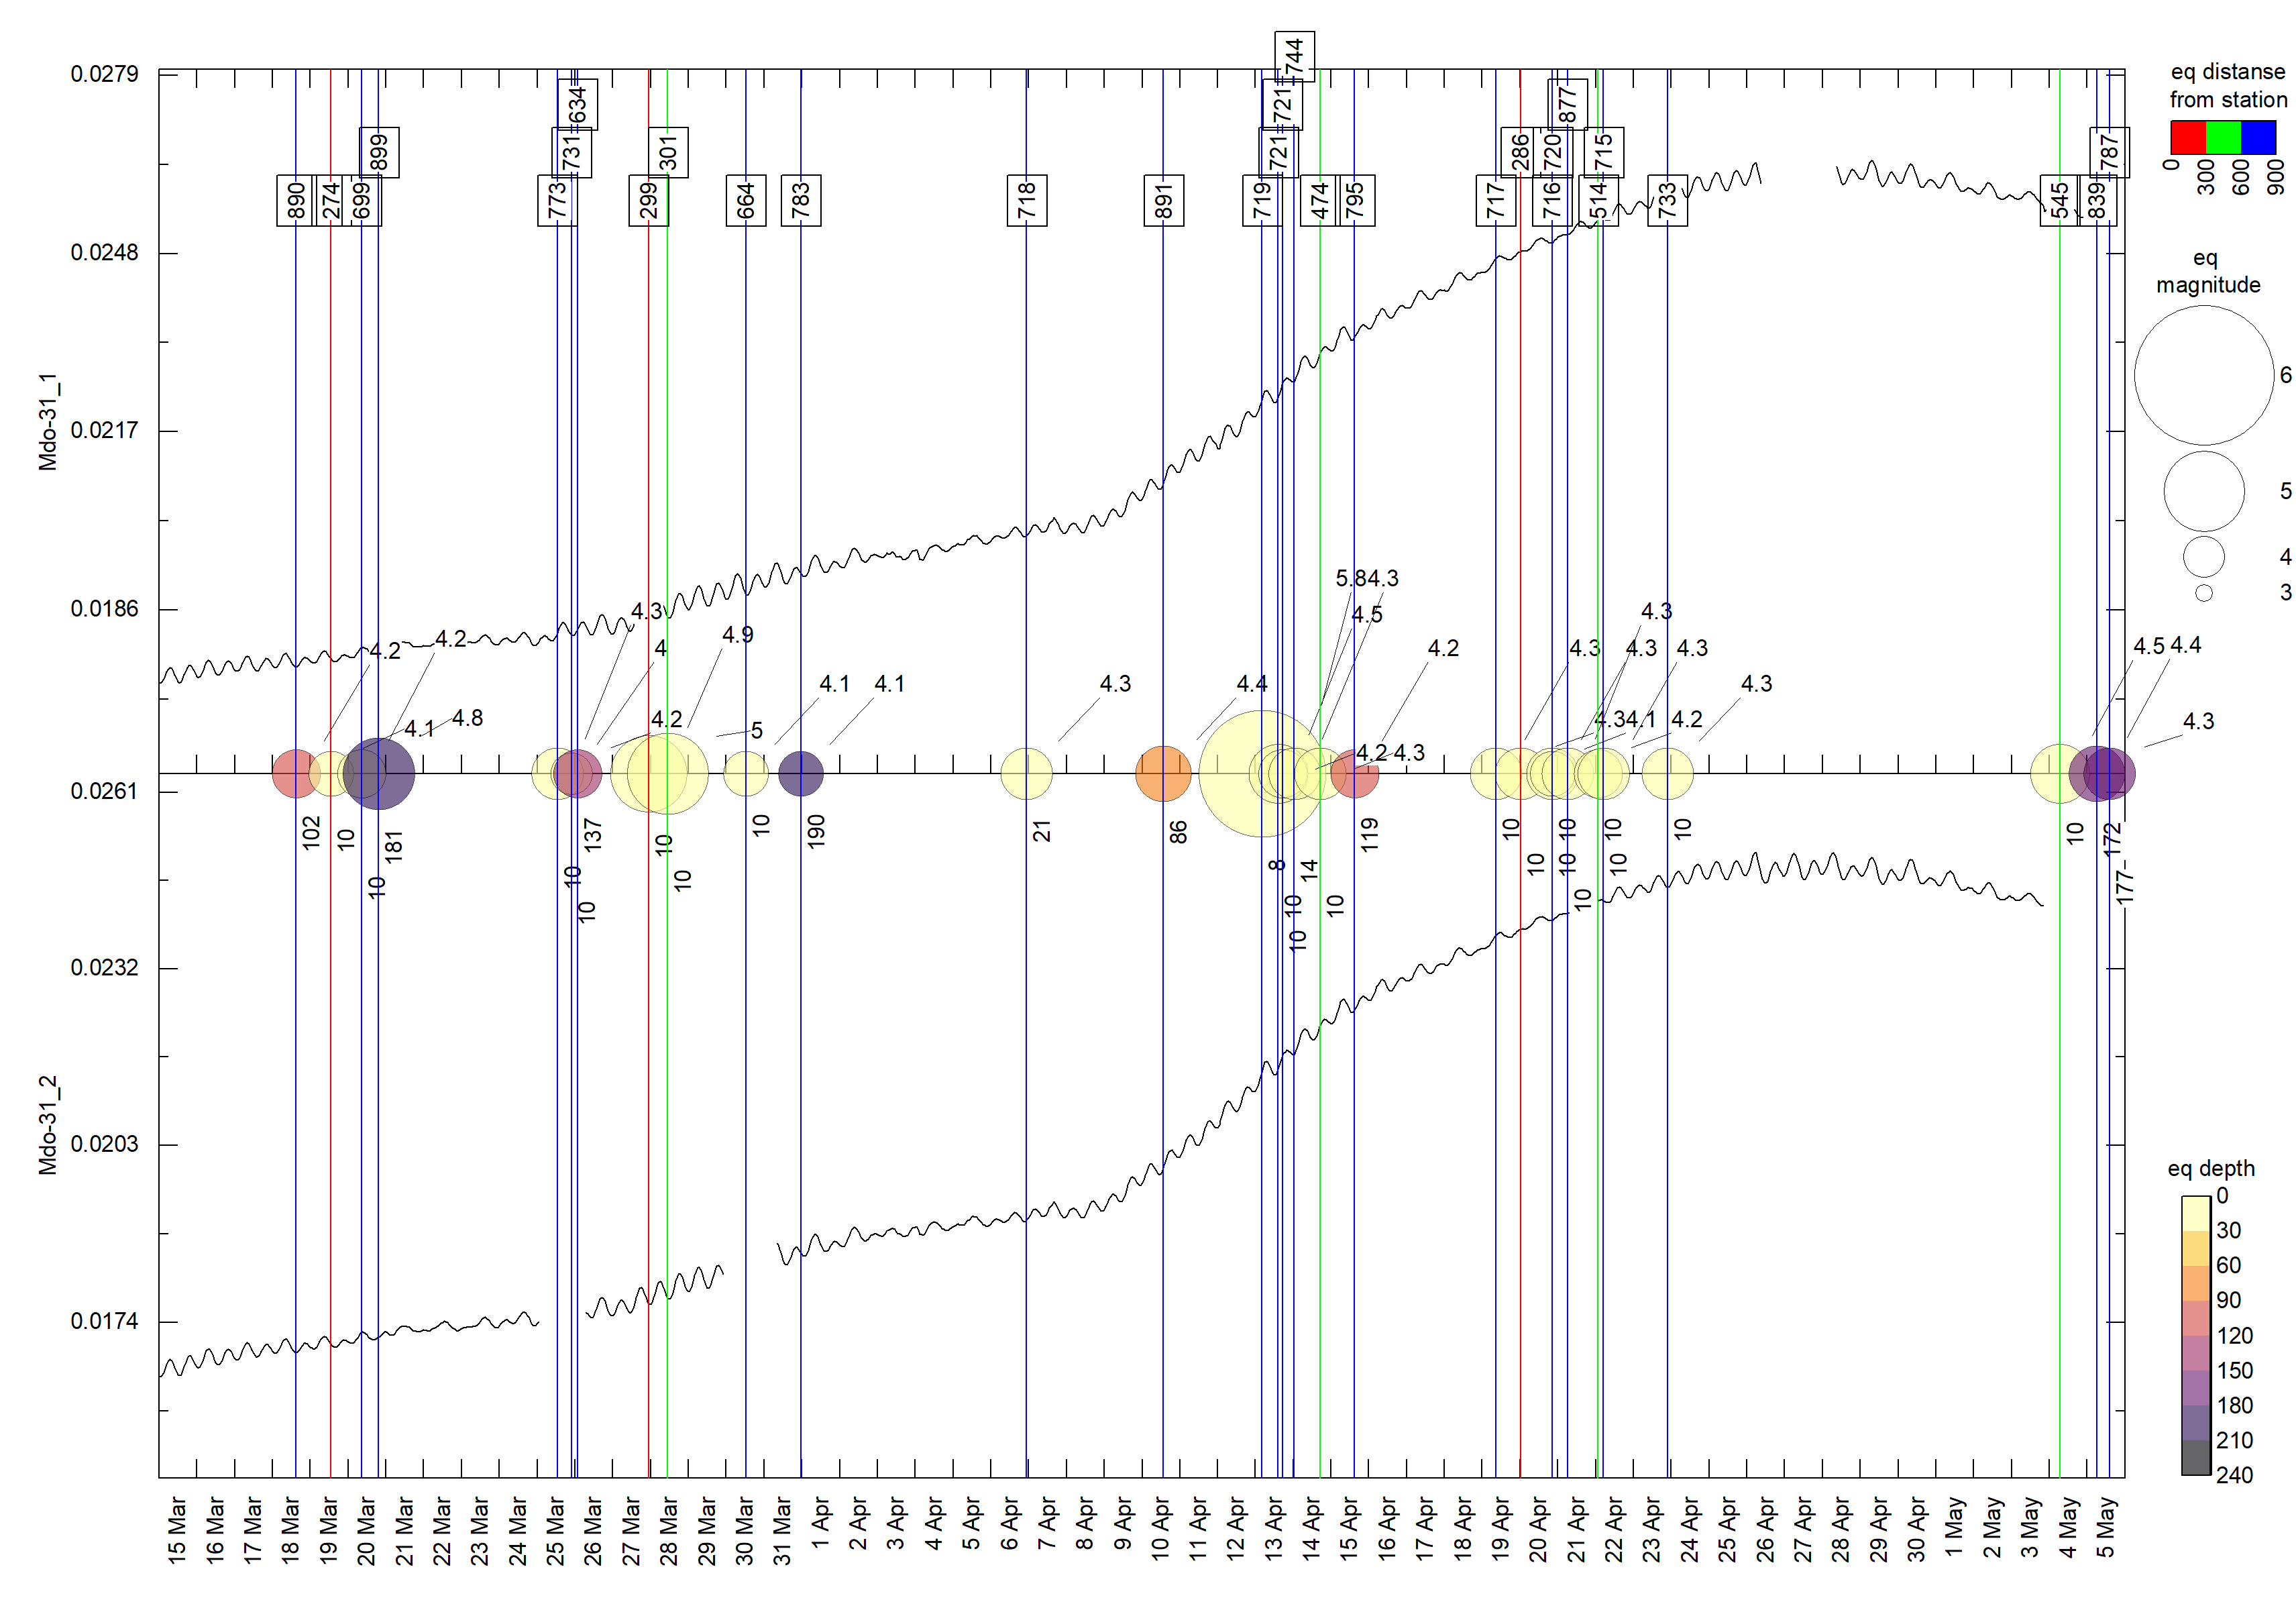 744
0.0279
eq distanse
from station
634
721
877
899
731
301
721
286
720
715
787
0
300
600
900
890
274
699
773
299
664
783
718
891
719
474
795
717
716
514
733
545
839
0.0248
eq
magnitude
6
Mdo-31_1
0.0217
5
4
5.8
4.3
3
0.0186
4.3
4.5
4.3
4.2
4.2
4
4.9
4.2
4.3
4.3
4.3
4.5
4.4
4.1
4.1
4.3
4.4
4.3
4.1
4.8
4.2
5
4.3
4.1
4.2
4.3
4.2
4.3
0.0261
102
10
181
10
137
10
10
10
10
10
190
21
86
8
14
10
10
10
119
10
10
10
10
10
10
10
10
10
172
177
0.0232
Mdo-31_2
0.0203
eq depth
0
30
60
90
120
150
180
210
240
0.0174
15 Mar
16 Mar
17 Mar
18 Mar
19 Mar
20 Mar
21 Mar
22 Mar
23 Mar
24 Mar
25 Mar
26 Mar
27 Mar
28 Mar
29 Mar
30 Mar
31 Mar
1 Apr
2 Apr
3 Apr
4 Apr
5 Apr
6 Apr
7 Apr
8 Apr
9 Apr
10 Apr
11 Apr
12 Apr
13 Apr
14 Apr
15 Apr
16 Apr
17 Apr
18 Apr
19 Apr
20 Apr
21 Apr
22 Apr
23 Apr
24 Apr
25 Apr
26 Apr
27 Apr
28 Apr
29 Apr
30 Apr
1 May
2 May
3 May
4 May
5 May